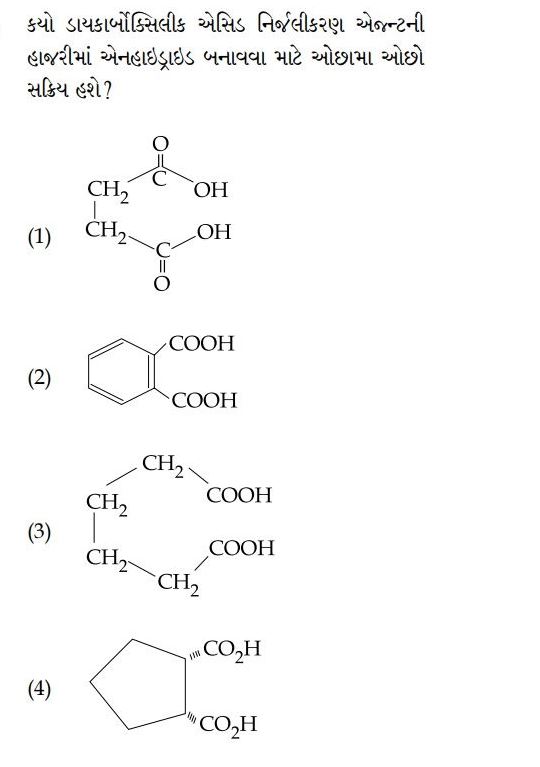 કયો ડાયકાર્બોક્સિલીક એસિડ નિર્જલીકરણ એજન્ટની
હાજરીમાં એનહાઇડ્રાઇડ બનાવવા માટે ઓછામા ઓછો
સક્રિય હશે?
O
CH₂ C OH
(1) CH₂ C OH
O
COOH
(2)
COOH
CH₂
CH₂ COOH
(3)
CH₂ COOH
CH₂
CO₂H
(4)
CO₂H